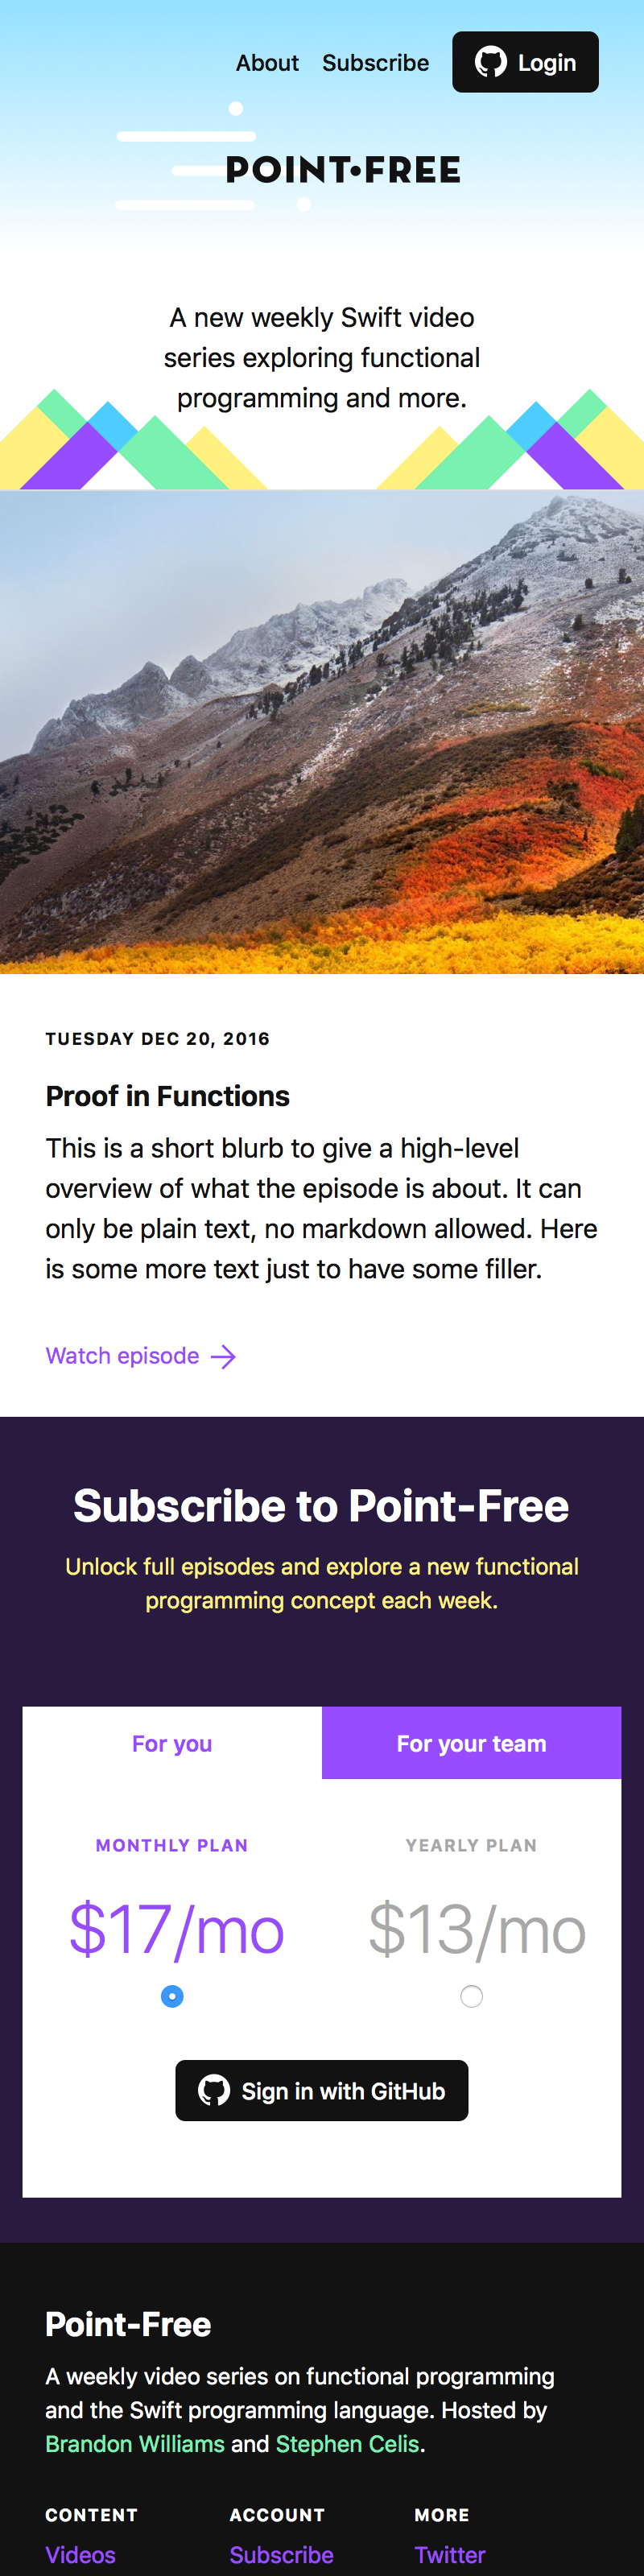 About Subscribe Login
POINT•FREE
A new weekly Swift video
series exploring functional
programming and more.
TUESDAY DEC 20, 2016
Proof in Functions
This is a short blurb to give a high-level
overview of what the episode is about. It can
only be plain text, no markdown allowed. Here
is some more text just to have some filler.
Watch episode
Subscribe to Point-Free
Unlock full episodes and explore a new functional
programming concept each week.
For you For your team
MONTHLY PLAN YEARLY PLAN
$17/mo $13/mo
Sign in with GitHub
Point-Free
A weekly video series on functional programming
and the Swift programming language. Hosted by
Brandon Williams and Stephen Celis.
CONTENT ACCOUNT MORE
Videos Subscribe Twitter